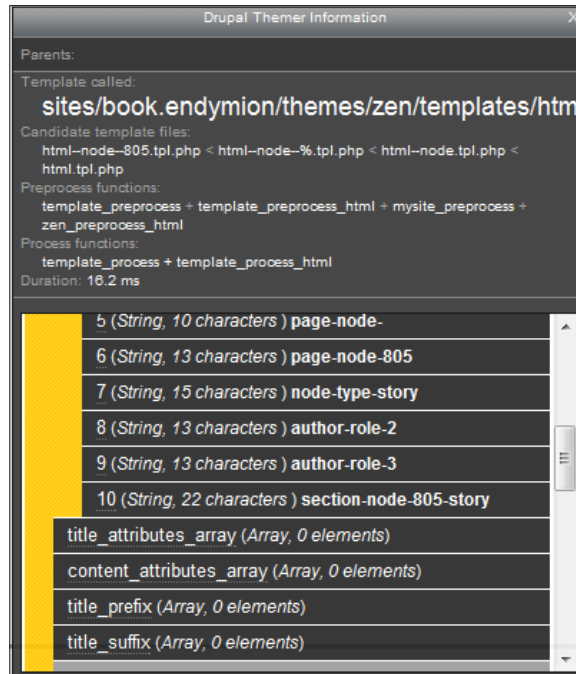 Drupal Themer Information X
Parents:
Template called:
sites/book.endymion/themes/zen/templates/htm
Candidate template files:
html--node--805.tpl.php < html--node--%.tpl.php < html--node.tpl.php <
html.tpl.php
Preprocess functions:
template_preprocess + template_preprocess_html + mysite_preprocess +
zen_preprocess_html
Process functions:
template_process + template_process_html
Duration: 16.2 ms
5 (String, 10 characters ) page-node-
6 (String, 13 characters ) page-node-805
7 (String, 15 characters ) node-type-story
8 (String, 13 characters ) author-role-2
9 (String, 13 characters ) author-role-3
10 (String, 22 characters ) section-node-805-story
title_attributes_array (Array, 0 elements)
content_attributes_array (Array, 0 elements)
title_prefix (Array, 0 elements)
title_suffix (Array, 0 elements)